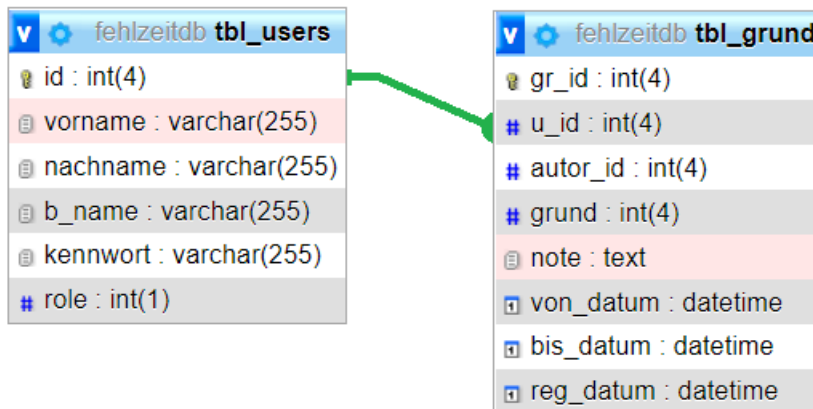 fehlzeitdb tbl_users
id : int(4)
vorname : varchar(255)
nachname : varchar(255)
b_name : varchar(255)
kennwort : varchar(255)
role : int(1)
fehlzeitdb tbl_grund
gr_id : int(4)
u_id : int(4)
autor_id : int(4)
grund : int(4)
note : text
von_datum : datetime
bis_datum : datetime
reg_datum : datetime